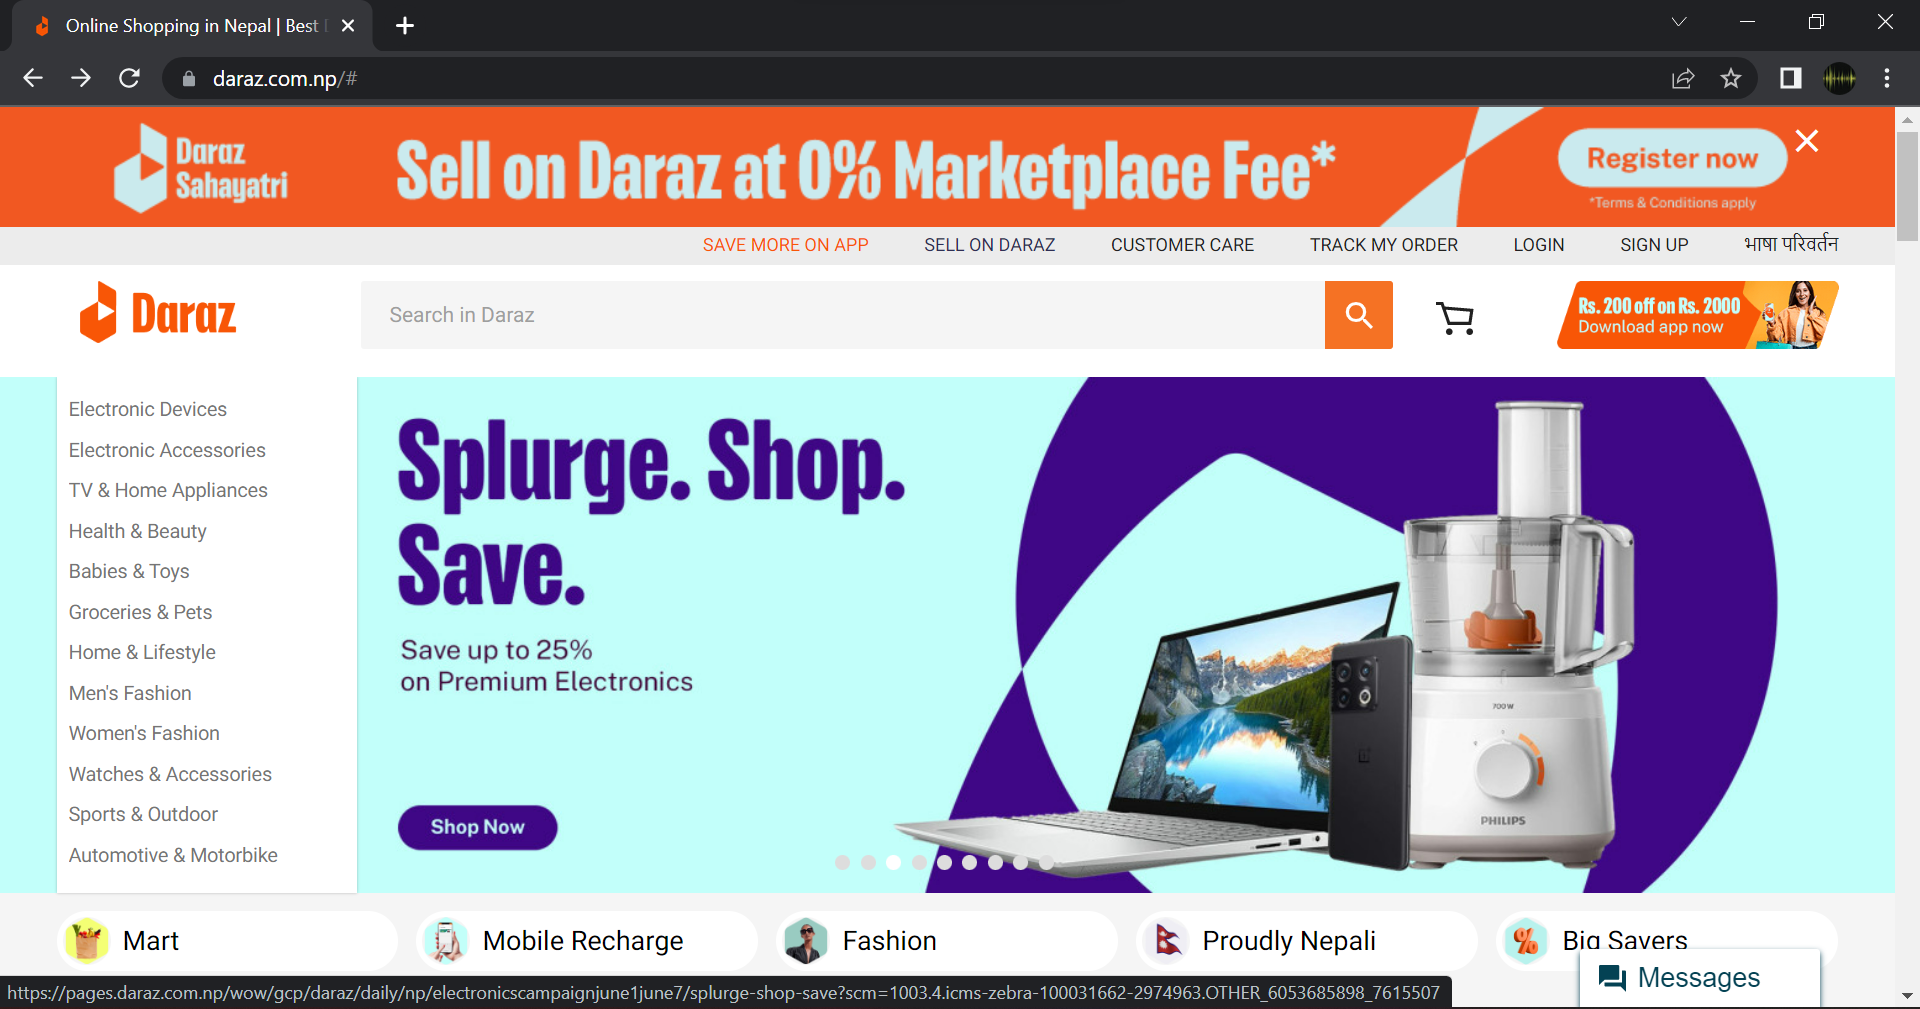 Online Shopping in Nepal | Best
daraz.com.np/#
Daraz
Sahayatri
Sell on Daraz at 0% Marketplace Fee*
Register now
*Terms & Conditions apply
SAVE MORE ON APP
SELL ON DARAZ
CUSTOMER CARE
TRACK MY ORDER
LOGIN
SIGN UP
भाषा परिवर्तन
Daraz
Search in Daraz
Rs. 200 off on Rs. 2000
Download app now
Electronic Devices
Electronic Accessories
TV & Home Appliances
Health & Beauty
Babies & Toys
Groceries & Pets
Home & Lifestyle
Men's Fashion
Women's Fashion
Watches & Accessories
Sports & Outdoor
Automotive & Motorbike
Splurge. Shop.
Save.
Save up to 25%
on Premium Electronics
Shop Now
700W
PHILIPS
Mart
Mobile Recharge
Fashion
Proudly Nepali
Big Savers
Messages
https://pages.daraz.com.np/wow/gcp/daraz/daily/np/electronicscampaignjune1june7/splurge-shop-save?scm=1003.4.icms-zebra-100031662-2974963.OTHER_6053685898_7615507